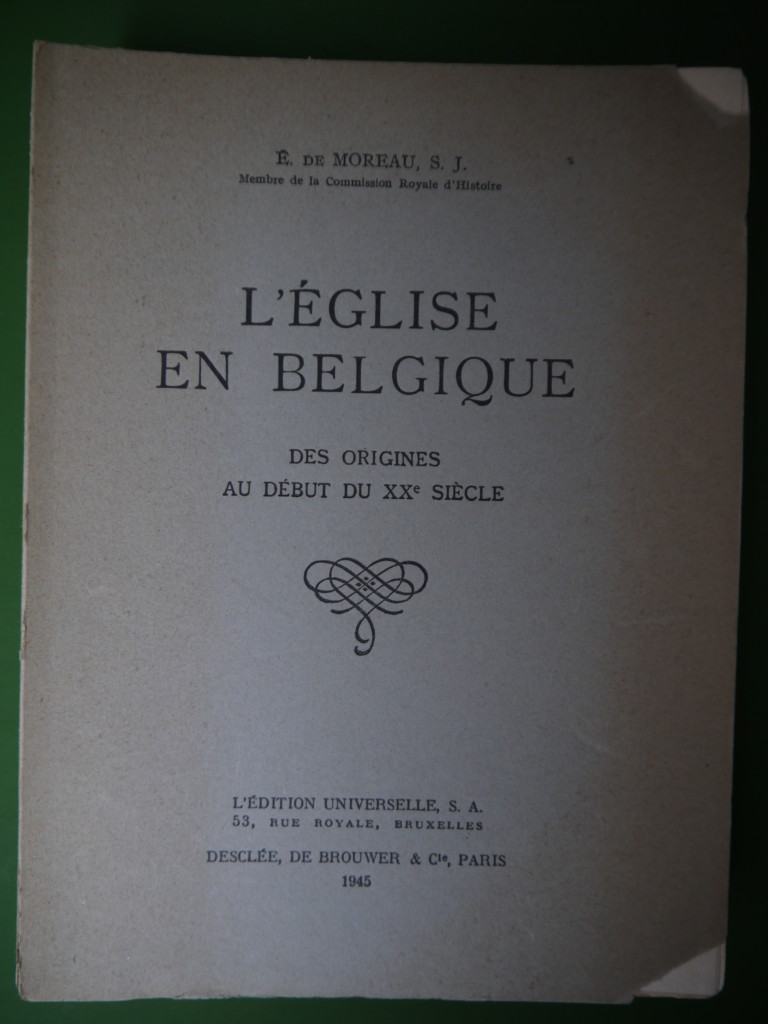 É. DE MOREAU, S. J.
Membre de la Commission Royale d'Histoire
L'ÉGLISE
EN BELGIQUE
DES ORIGINES
AU DÉBUT DU XXe SIÈCLE
L'ÉDITION UNIVERSELLE, S. A.
53, RUE ROYALE, BRUXELLES
DESCLÉE, DE BROUWER & Cie, PARIS
1945